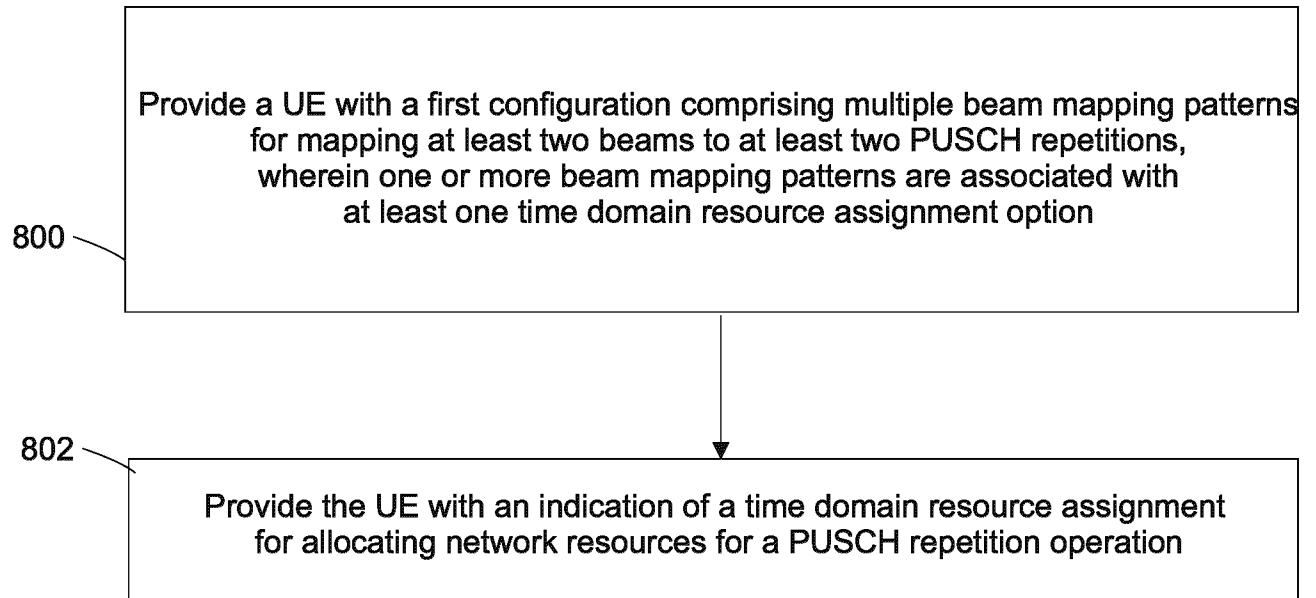 Provide a UE with a first configuration comprising multiple beam mapping patterns
for mapping at least two beams to at least two PUSCH repetitions,
wherein one or more beam mapping patterns are associated with
at least one time domain resource assignment option
800
802
Provide the UE with an indication of a time domain resource assignment
for allocating network resources for a PUSCH repetition operation